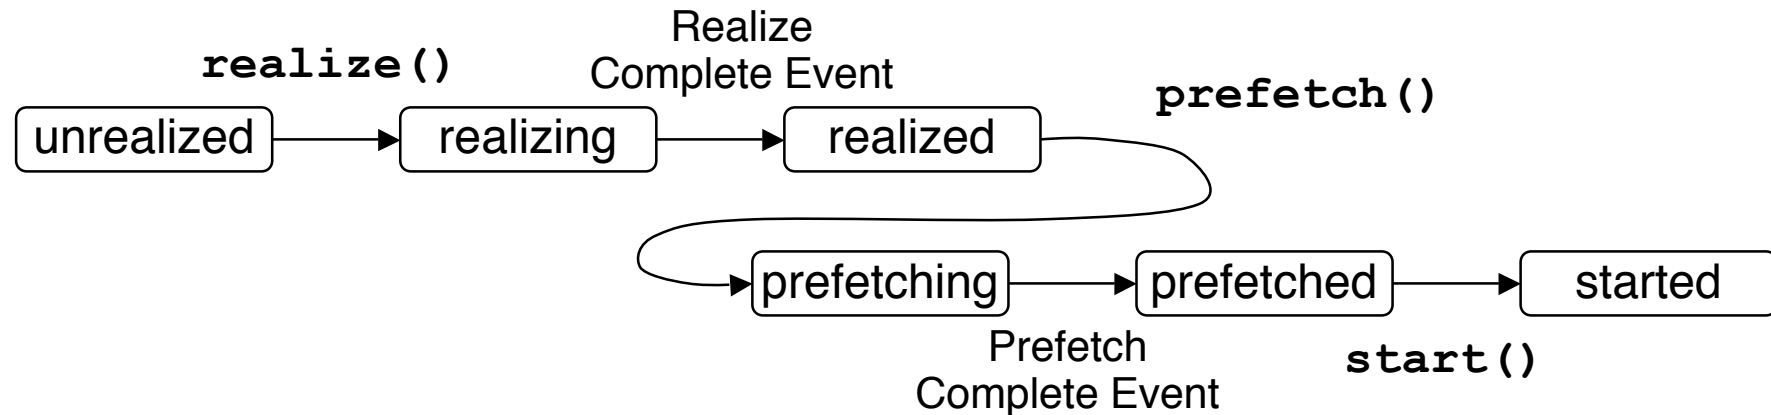 Realize
Complete Event
realize()
prefetch()
unrealized
realizing
realized
prefetching
prefetched
started
Prefetch
Complete Event
start()